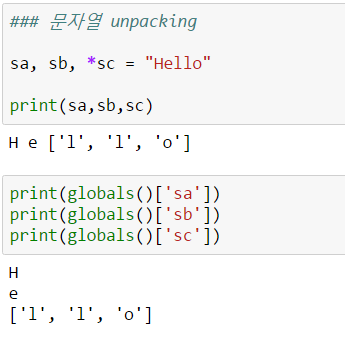 ### 문자열 unpacking
sa, sb, *sc = "Hello"
print(sa,sb,sc)
H e ['l', 'l', 'o']
print(globals()['sa'])
print(globals()['sb'])
print(globals()['sc'])
H
e
['l', 'l', 'o']